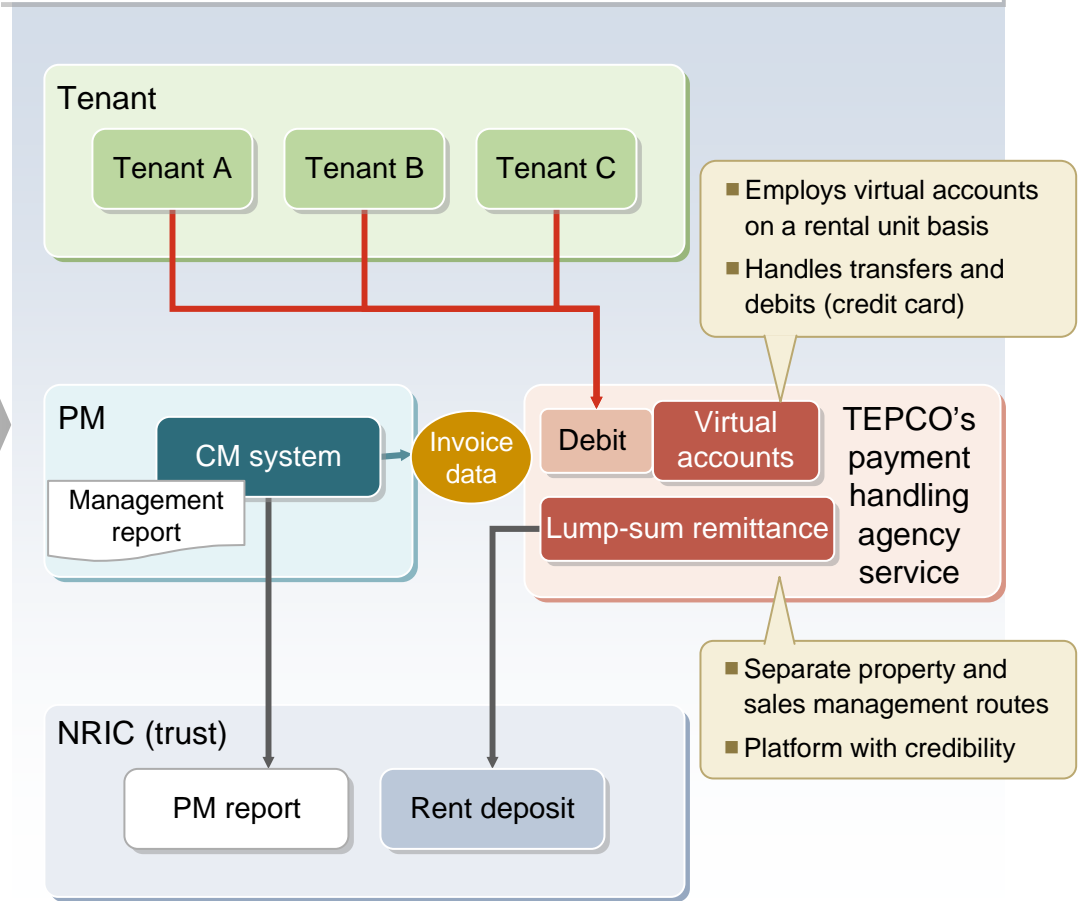 Tenant
Tenant A
Tenant B
Tenant C
■ Employs virtual accounts
on a rental unit basis
■ Handles transfers and
debits (credit card)
PM
CM system
Management
report
Invoice
data
Debit
Virtual
accounts
Lump-sum remittance
TEPCO’s
payment
handling
agency
service
■ Separate property and
sales management routes
■ Platform with credibility
NRIC (trust)
PM report
Rent deposit